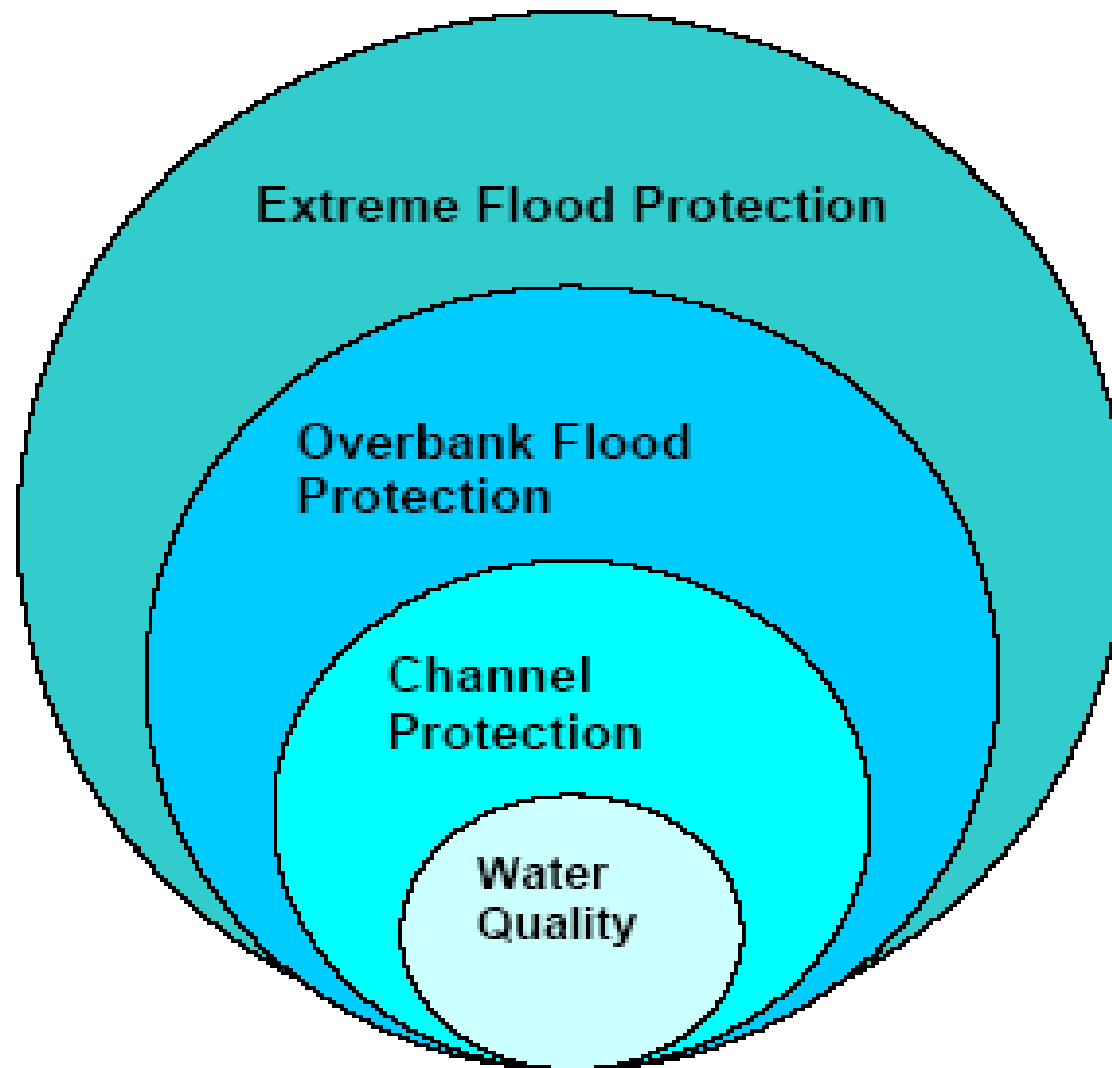 Extreme Flood Protection
Overbank Flood
Protection
Channel
Protection
Water
Quality